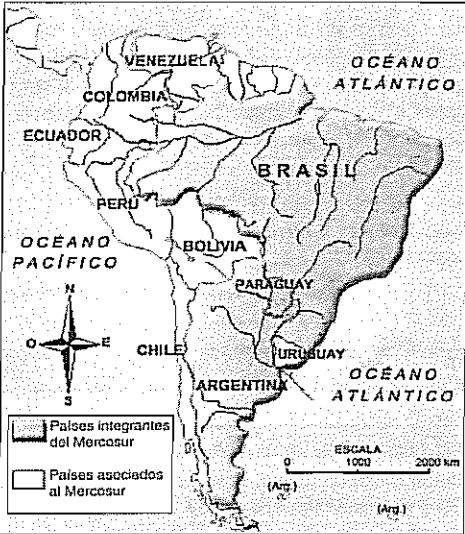 VENEZUELA
OCÉANO
ATLÁNTICO
COLOMBIA
ECUADOR
BRASIL
PERÚ
OCÉANO
PACÍFICO
BOLIVIA
PARAGUAY
N
O E
S
CHILE
URUGUAY
ARGENTINA
OCÉANO
ATLÁNTICO
Países integrantes
del Mercosur
Países asociados
al Mercosur
ESCALA
0 1000 2000 km
(Arg.)
(Arg.)